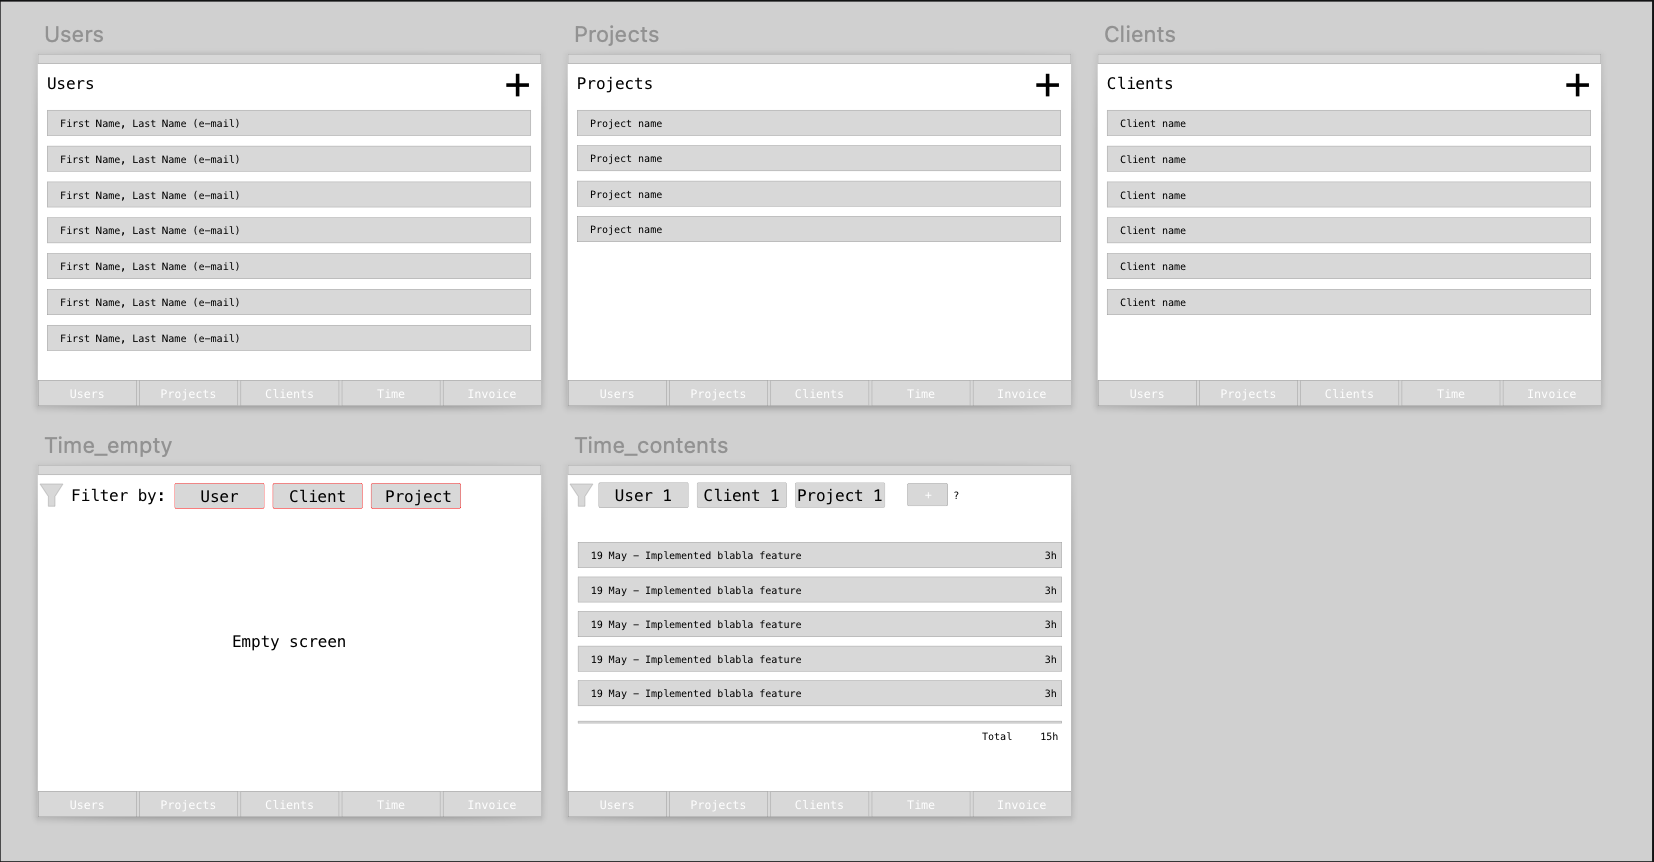 Users
Users
+
First Name, Last Name (e-mail)
First Name, Last Name (e-mail)
First Name, Last Name (e-mail)
First Name, Last Name (e-mail)
First Name, Last Name (e-mail)
First Name, Last Name (e-mail)
First Name, Last Name (e-mail)
Users Projects Clients Time Invoice
Projects
Projects
+
Project name
Project name
Project name
Project name
Users Projects Clients Time Invoice
Clients
Clients
+
Client name
Client name
Client name
Client name
Client name
Client name
Users Projects Clients Time Invoice
Time_empty
Filter by: User Client Project
Empty screen
Users Projects Clients Time Invoice
Time_contents
User 1 Client 1 Project 1 + ?
19 May - Implemented blabla feature 3h
19 May - Implemented blabla feature 3h
19 May - Implemented blabla feature 3h
19 May - Implemented blabla feature 3h
19 May - Implemented blabla feature 3h
Total 15h
Users Projects Clients Time Invoice